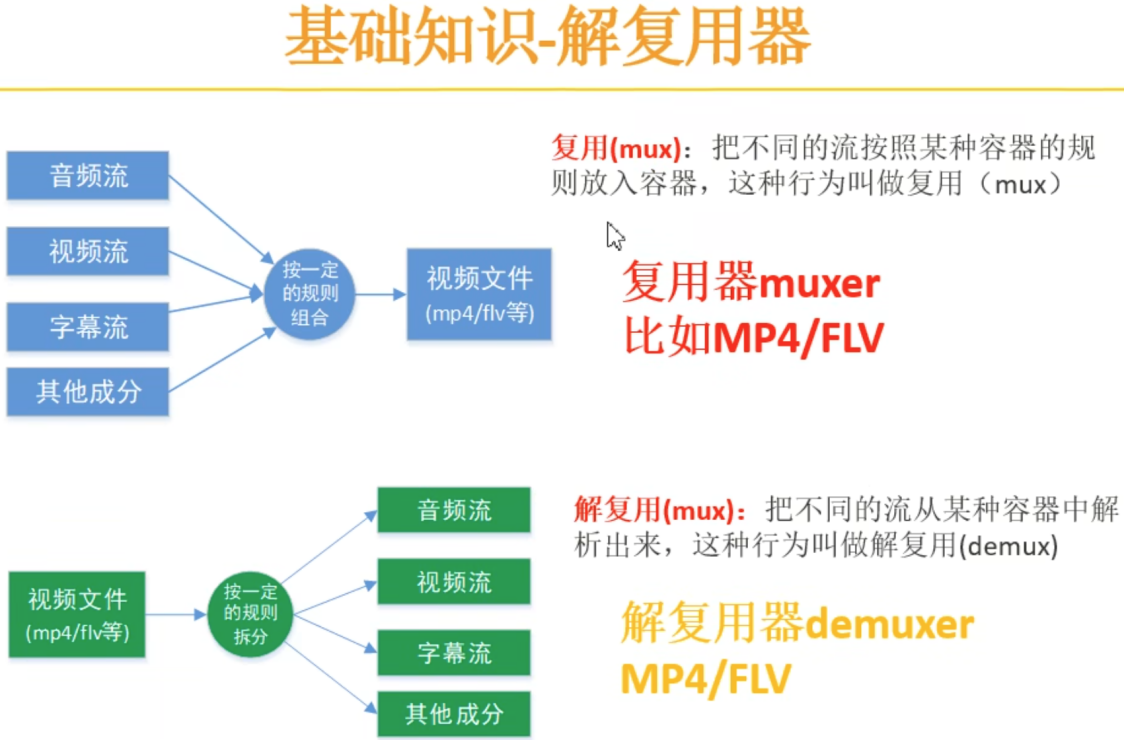 基础知识-解复用器
音频流
视频流
字幕流
其他成分
按一定
的规则
组合
视频文件
(mp4/flv等)
复用(mux)：把不同的流按照某种容器的规
则放入容器，这种行为叫做复用（mux）
复用器muxer
比如MP4/FLV
视频文件
(mp4/flv等)
按一定
的规则
拆分
音频流
视频流
字幕流
其他成分
解复用(mux)：把不同的流从某种容器中解
析出来，这种行为叫做解复用(demux)
解复用器demuxer
MP4/FLV